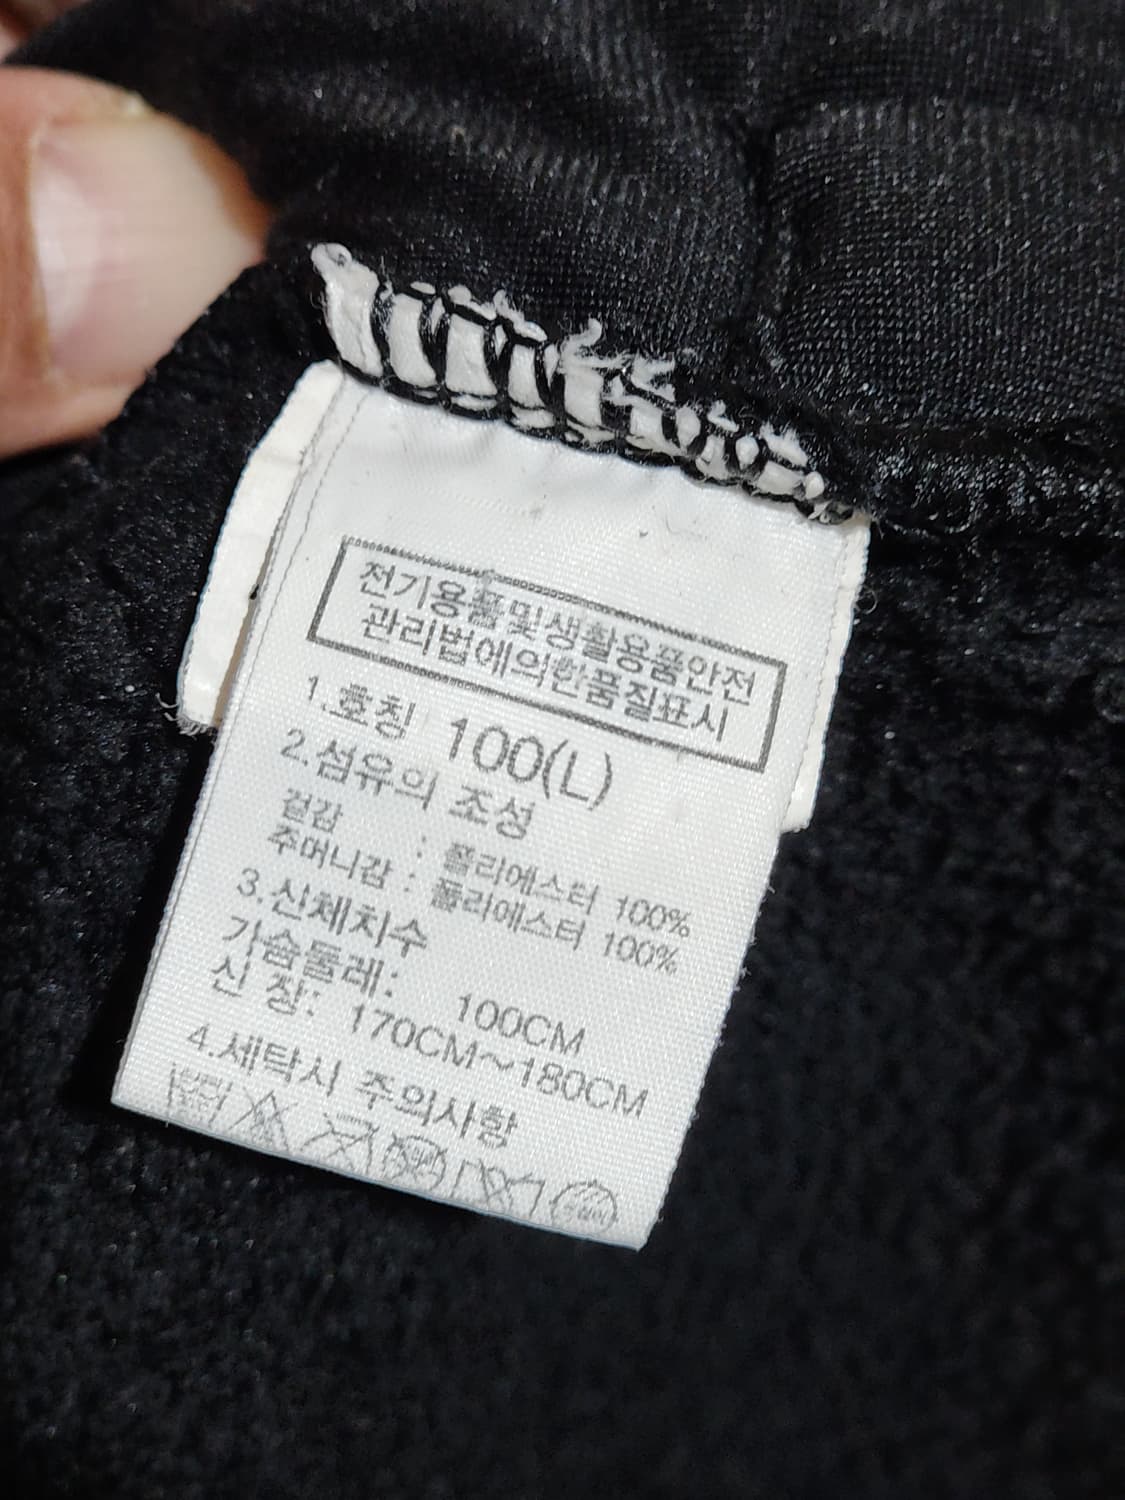 전기용품및생활용품안전
관리법에의한품질표시
1.호칭 100(L)
2.섬유의 조성
겉감 : 폴리에스터 100%
주머니감 : 폴리에스터 100%
3.신체치수
가슴둘레: 100CM
신 장: 170CM~180CM
4.세탁시 주의사항